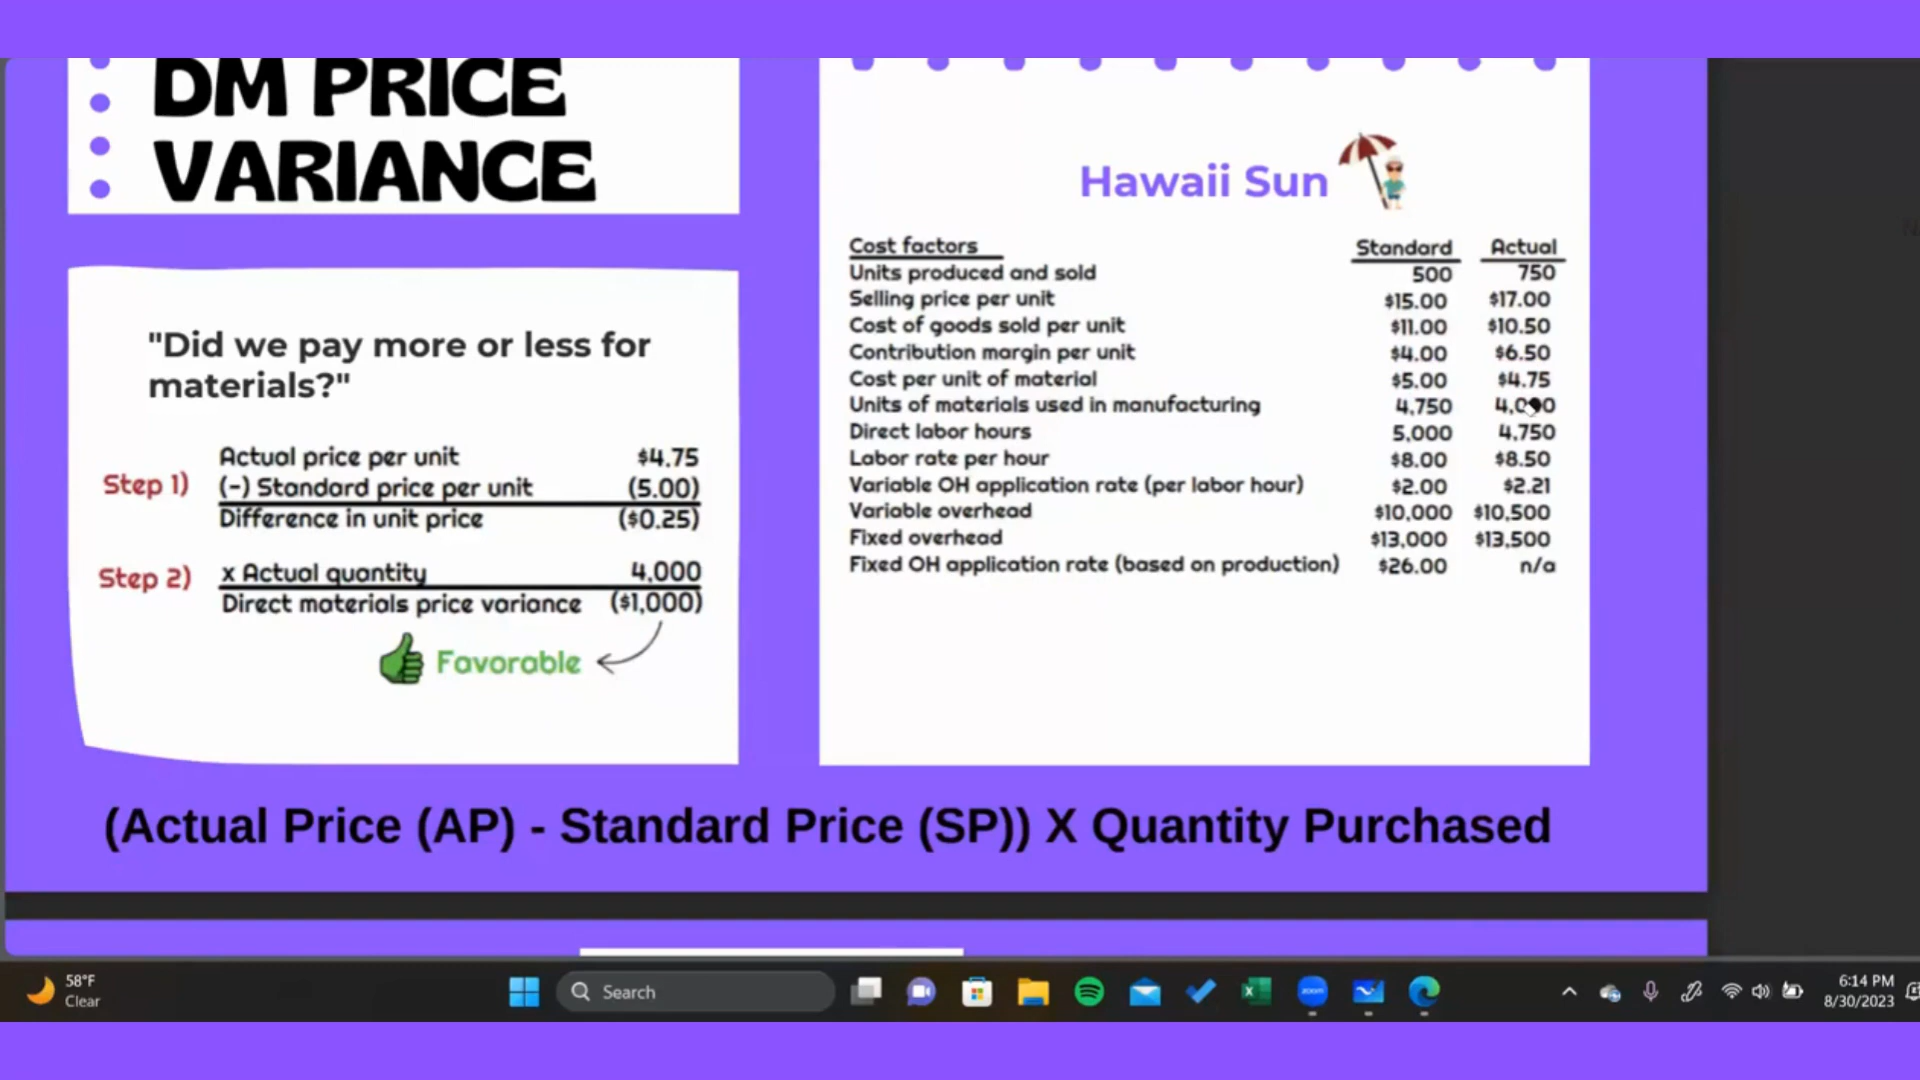 DM PRICE
VARIANCE
"Did we pay more or less for
materials?"
Step 1)
Actual price per unit $4.75
(-) Standard price per unit (5.00)
Difference in unit price ($0.25)
Step 2)
x Actual quantity 4,000
Direct materials price variance ($1,000)
Favorable
Hawaii Sun
Cost factors Standard Actual
Units produced and sold 500 750
Selling price per unit $15.00 $17.00
Cost of goods sold per unit $11.00 $10.50
Contribution margin per unit $4.00 $6.50
Cost per unit of material $5.00 $4.75
Units of materials used in manufacturing 4,750 4,000
Direct labor hours 5,000 4,750
Labor rate per hour $8.00 $8.50
Variable OH application rate (per labor hour) $2.00 $2.21
Variable overhead $10,000 $10,500
Fixed overhead $13,000 $13,500
Fixed OH application rate (based on production) $26.00 n/a
(Actual Price (AP) - Standard Price (SP)) X Quantity Purchased
58°F
Clear
Search
zoom
6:14 PM
8/30/2023